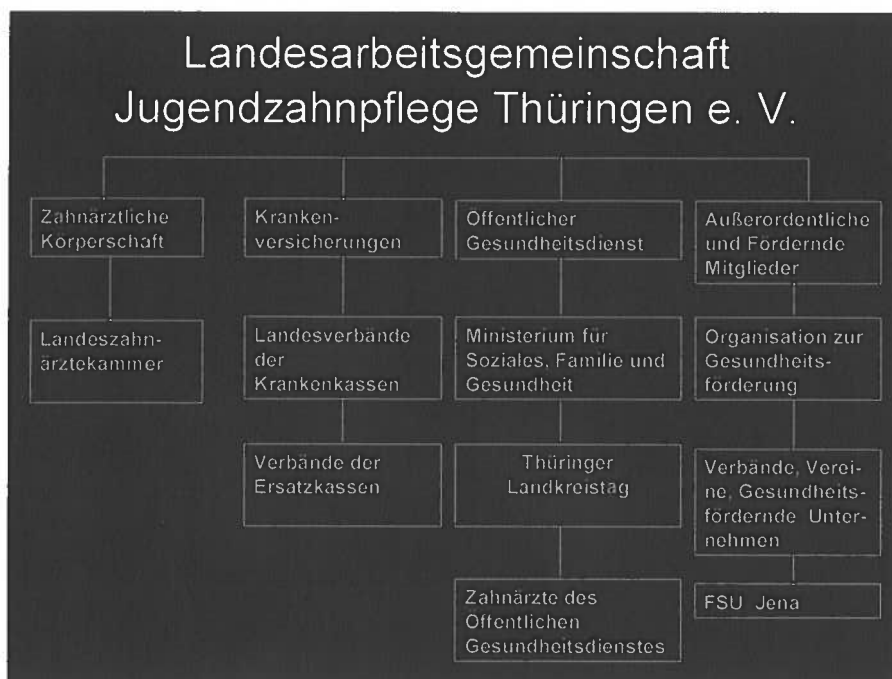 Landesarbeitsgemeinschaft
Jugendzahnpflege Thüringen e. V.
Zahnärztliche
Körperschaft
Landeszahn-
ärztekammer
Kranken-
versicherungen
Landesverbände
der
Krankenkassen
Verbände der
Ersatzkassen
Öffentlicher
Gesundheitsdienst
Ministerium für
Soziales, Familie und
Gesundheit
Thüringer
Landkreistag
Zahnärzte des
Öffentlichen
Gesundheitsdienstes
Außerordentliche
und Fördernde
Mitglieder
Organisation zur
Gesundheits-
förderung
Verbände, Verei-
ne, Gesundheits-
fördernde Unter-
nehmen
FSU Jena